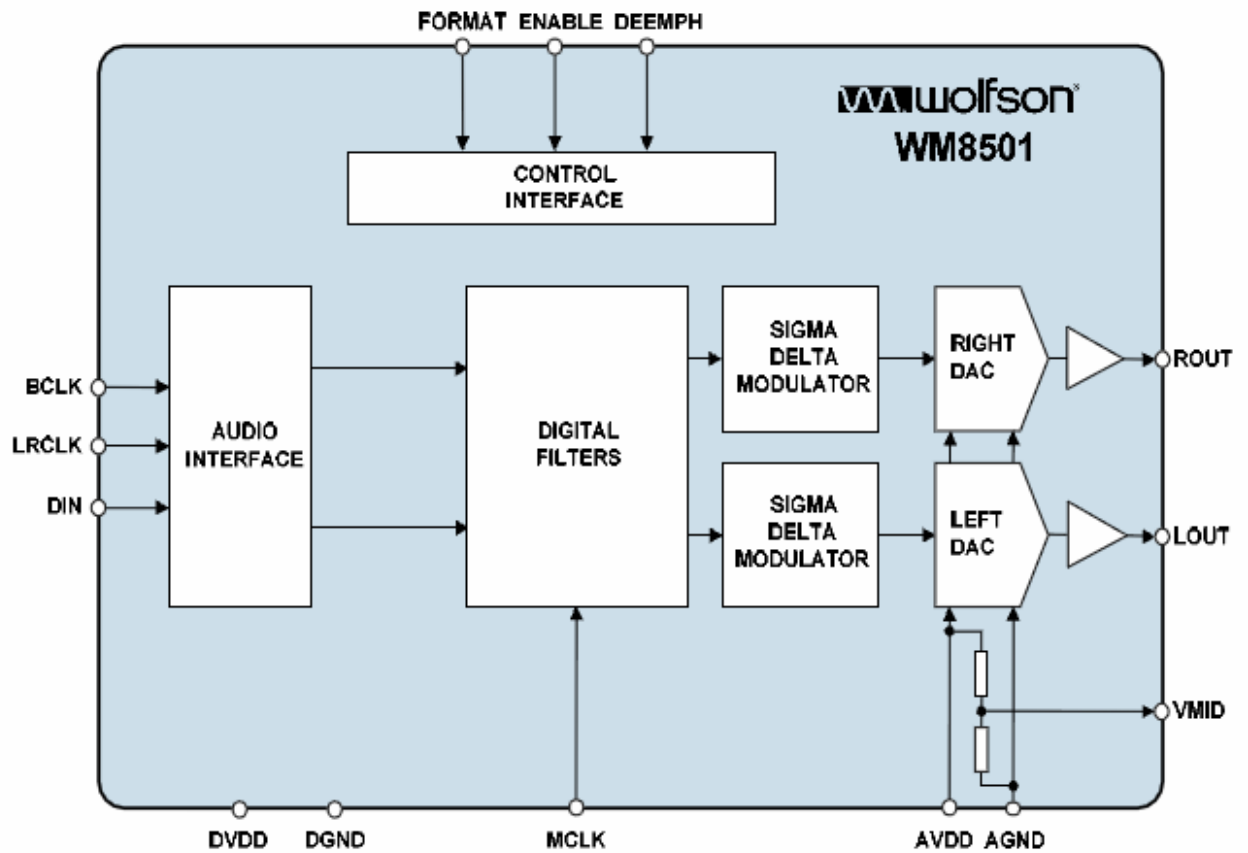 FORMAT ENABLE DEEMPH
wolfson®
WM8501
CONTROL
INTERFACE
AUDIO
INTERFACE
DIGITAL
FILTERS
SIGMA
DELTA
MODULATOR
RIGHT
DAC
SIGMA
DELTA
MODULATOR
LEFT
DAC
BCLK
LRCLK
DIN
ROUT
LOUT
VMID
DVDD DGND MCLK AVDD AGND